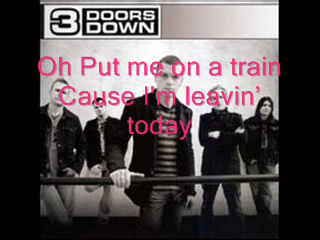 3 DOORS
DOWN
Oh Put me on a train
Cause I'm leavin’
today